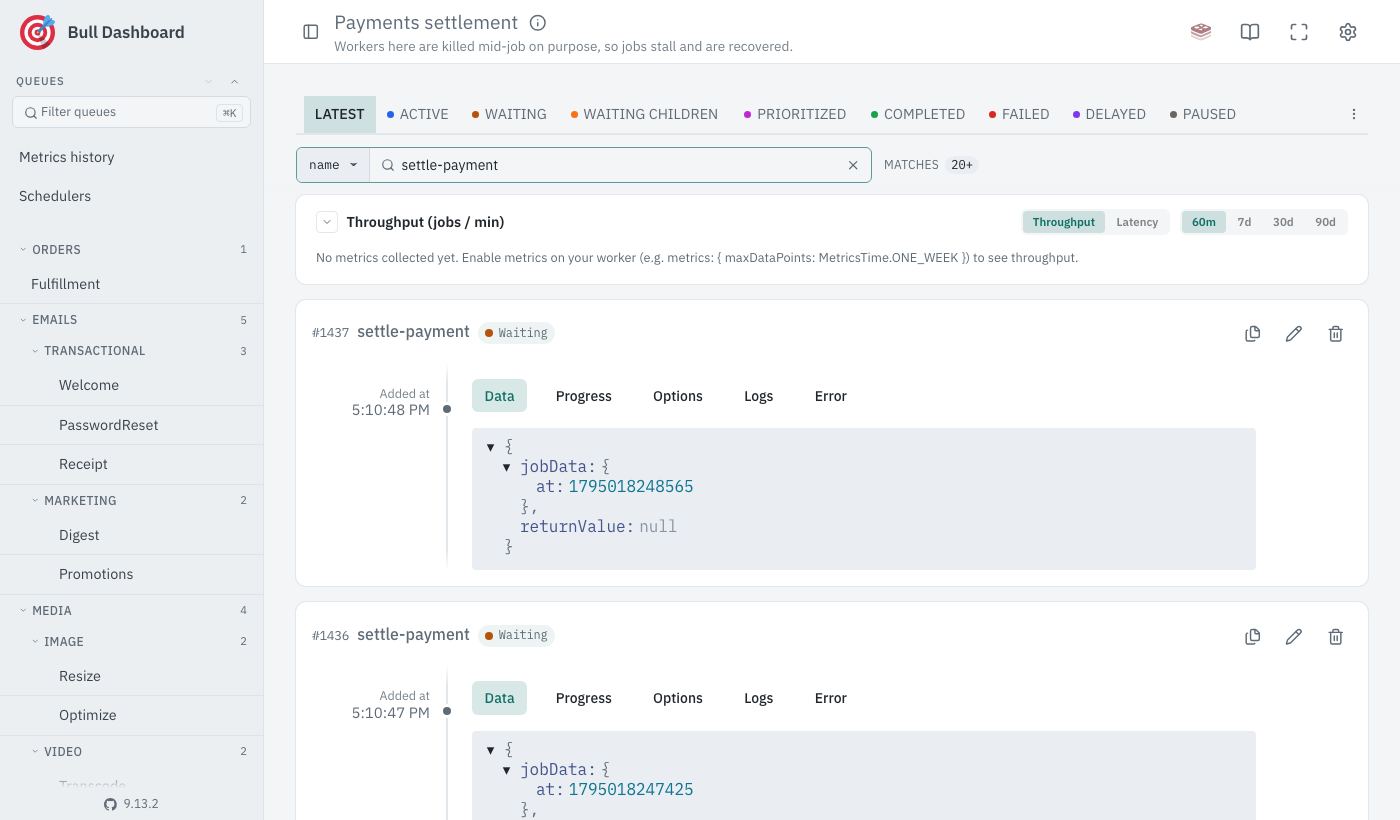 Bull Dashboard
QUEUES
Filter queues
⌘K
Metrics history
Schedulers
ORDERS 1
Fulfillment
EMAILS 5
TRANSACTIONAL 3
Welcome
PasswordReset
Receipt
MARKETING 2
Digest
Promotions
MEDIA 4
IMAGE 2
Resize
Optimize
VIDEO 2
Transcode
9.13.2
Payments settlement
Workers here are killed mid-job on purpose, so jobs stall and are recovered.
LATEST ACTIVE WAITING WAITING CHILDREN PRIORITIZED COMPLETED FAILED DELAYED PAUSED
name settle-payment MATCHES 20+
Throughput (jobs / min) Throughput Latency 60m 7d 30d 90d
No metrics collected yet. Enable metrics on your worker (e.g. metrics: { maxDataPoints: MetricsTime.ONE_WEEK }) to see throughput.
#1437 settle-payment Waiting
Added at
5:10:48 PM
Data Progress Options Logs Error
▼ {
▼ jobData: {
at: 1795018248565
},
returnValue: null
}
#1436 settle-payment Waiting
Added at
5:10:47 PM
Data Progress Options Logs Error
▼ {
▼ jobData: {
at: 1795018247425
},